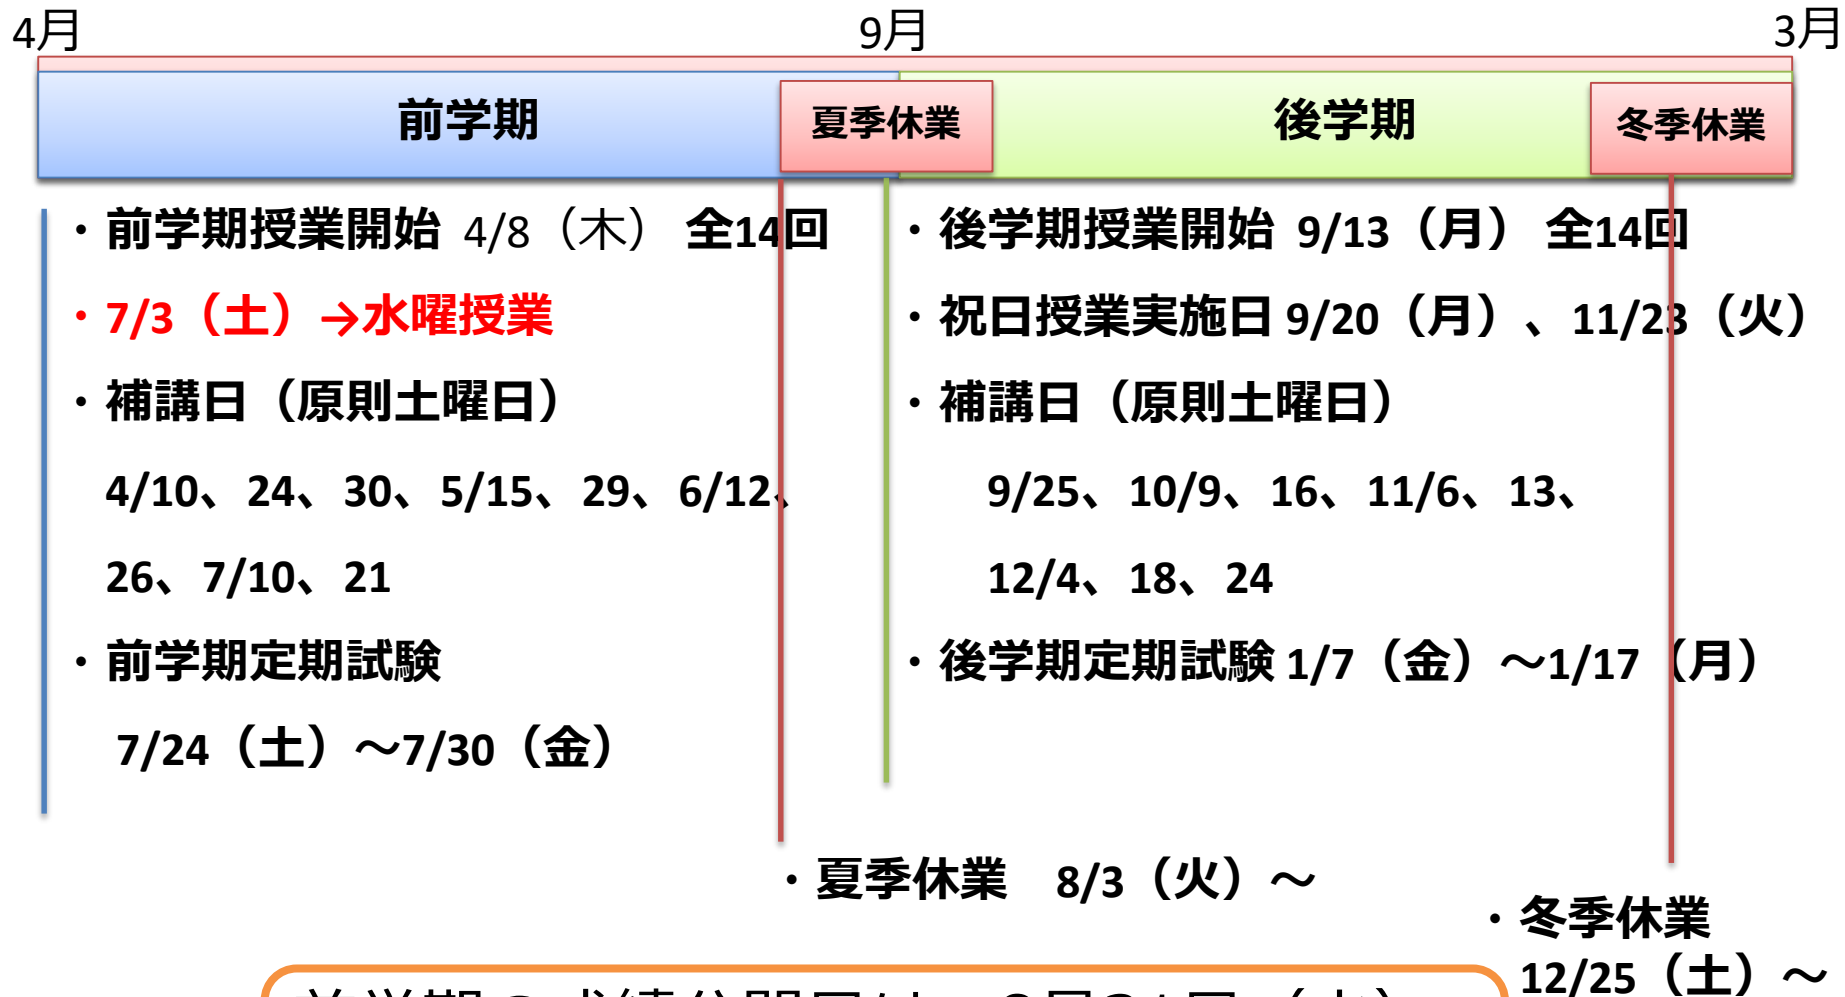 4月 9月 3月
前学期 夏季休業 後学期 冬季休業
・前学期授業開始 4/8（木） 全14回
・7/3（土）→水曜授業
・補講日（原則土曜日）
4/10、24、30、5/15、29、6/12、
26、7/10、21
・前学期定期試験
7/24（土）～7/30（金）
・後学期授業開始 9/13（月） 全14回
・祝日授業実施日 9/20（月）、11/23（火）
・補講日（原則土曜日）
9/25、10/9、16、11/6、13、
12/4、18、24
・後学期定期試験 1/7（金）～1/17（月）
・夏季休業 8/3（火）～
・冬季休業
12/25（土）～